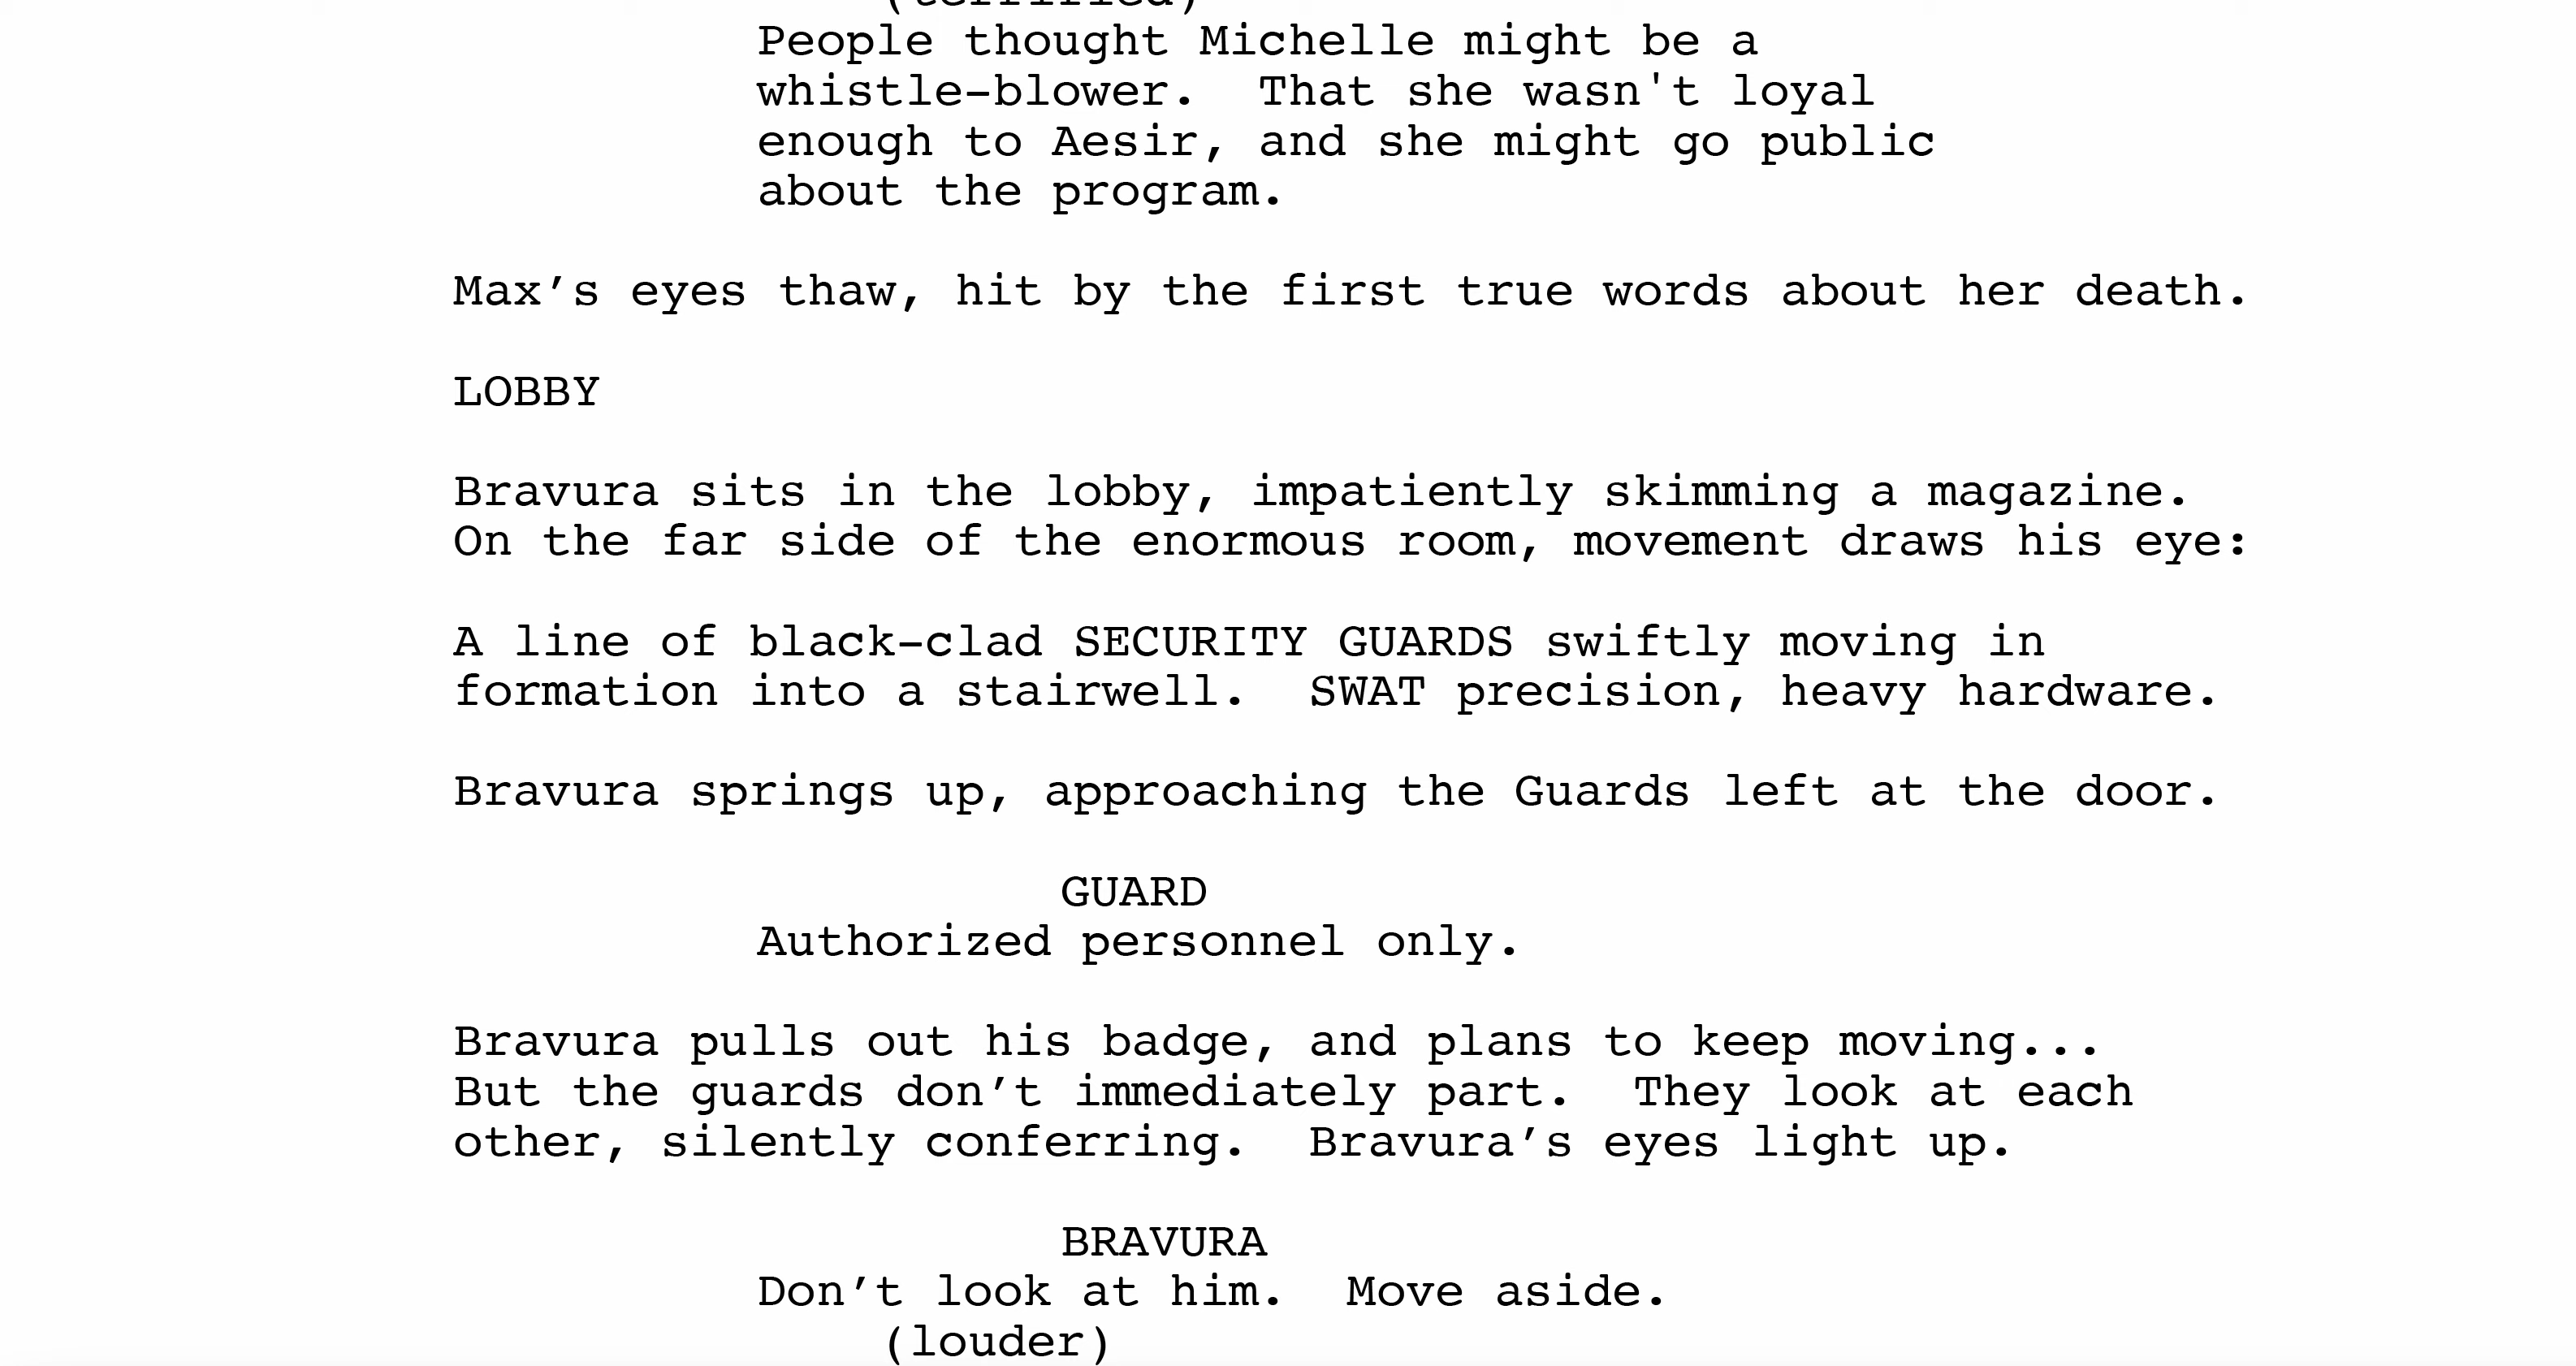 (terrified)
People thought Michelle might be a
whistle-blower.  That she wasn't loyal
enough to Aesir, and she might go public
about the program.
Max’s eyes thaw, hit by the first true words about her death.
LOBBY
Bravura sits in the lobby, impatiently skimming a magazine.
On the far side of the enormous room, movement draws his eye:
A line of black-clad SECURITY GUARDS swiftly moving in
formation into a stairwell.  SWAT precision, heavy hardware.
Bravura springs up, approaching the Guards left at the door.
GUARD
Authorized personnel only.
Bravura pulls out his badge, and plans to keep moving...
But the guards don’t immediately part.  They look at each
other, silently conferring.  Bravura’s eyes light up.
BRAVURA
Don’t look at him.  Move aside.
(louder)